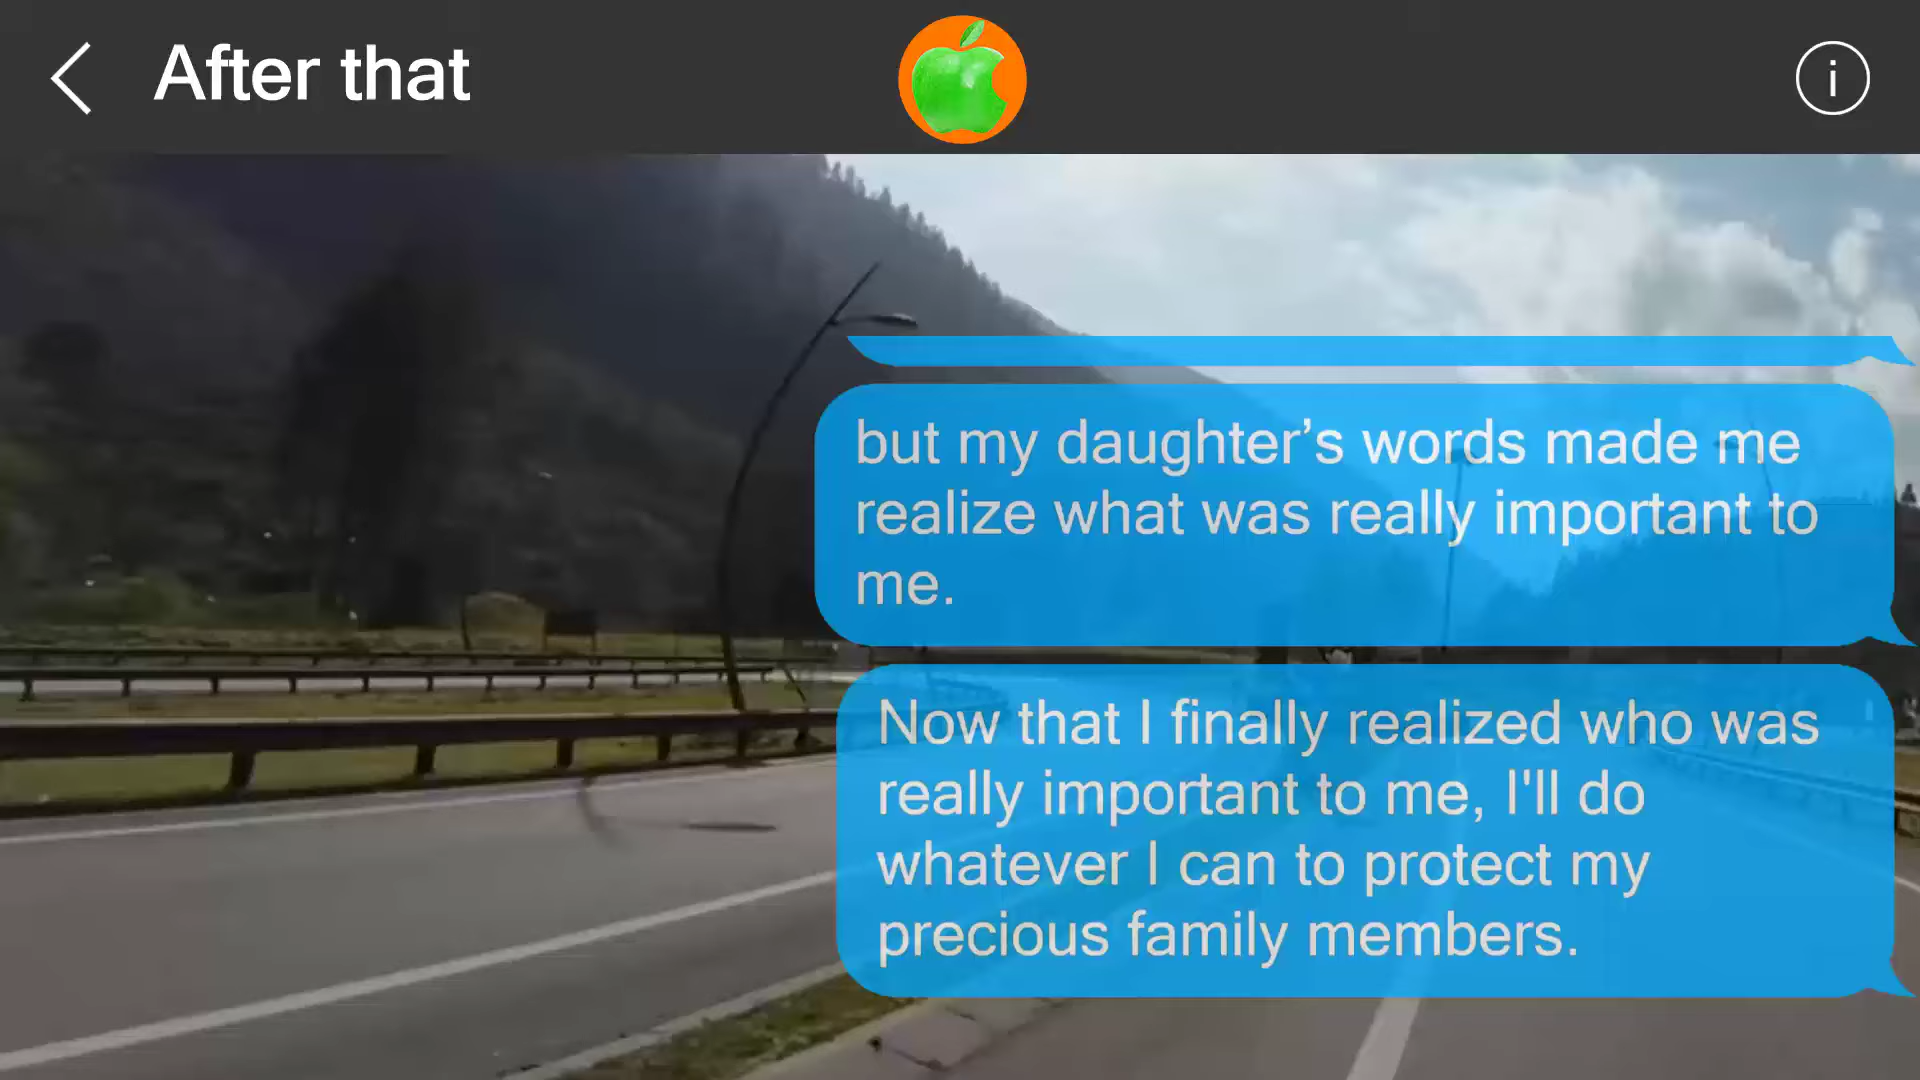 After that
i
but my daughter’s words made me
realize what was really important to
me.
Now that I finally realized who was
really important to me, I'll do
whatever I can to protect my
precious family members.